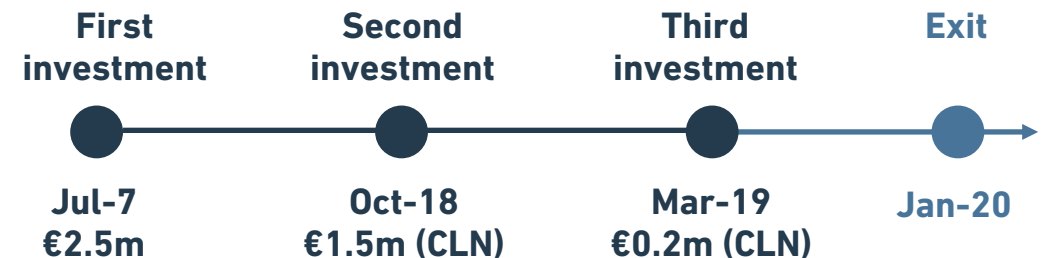 First
investment
Second
investment
Third
investment
Exit
Jul-7
€2.5m
Oct-18
€1.5m (CLN)
Mar-19
€0.2m (CLN)
Jan-20